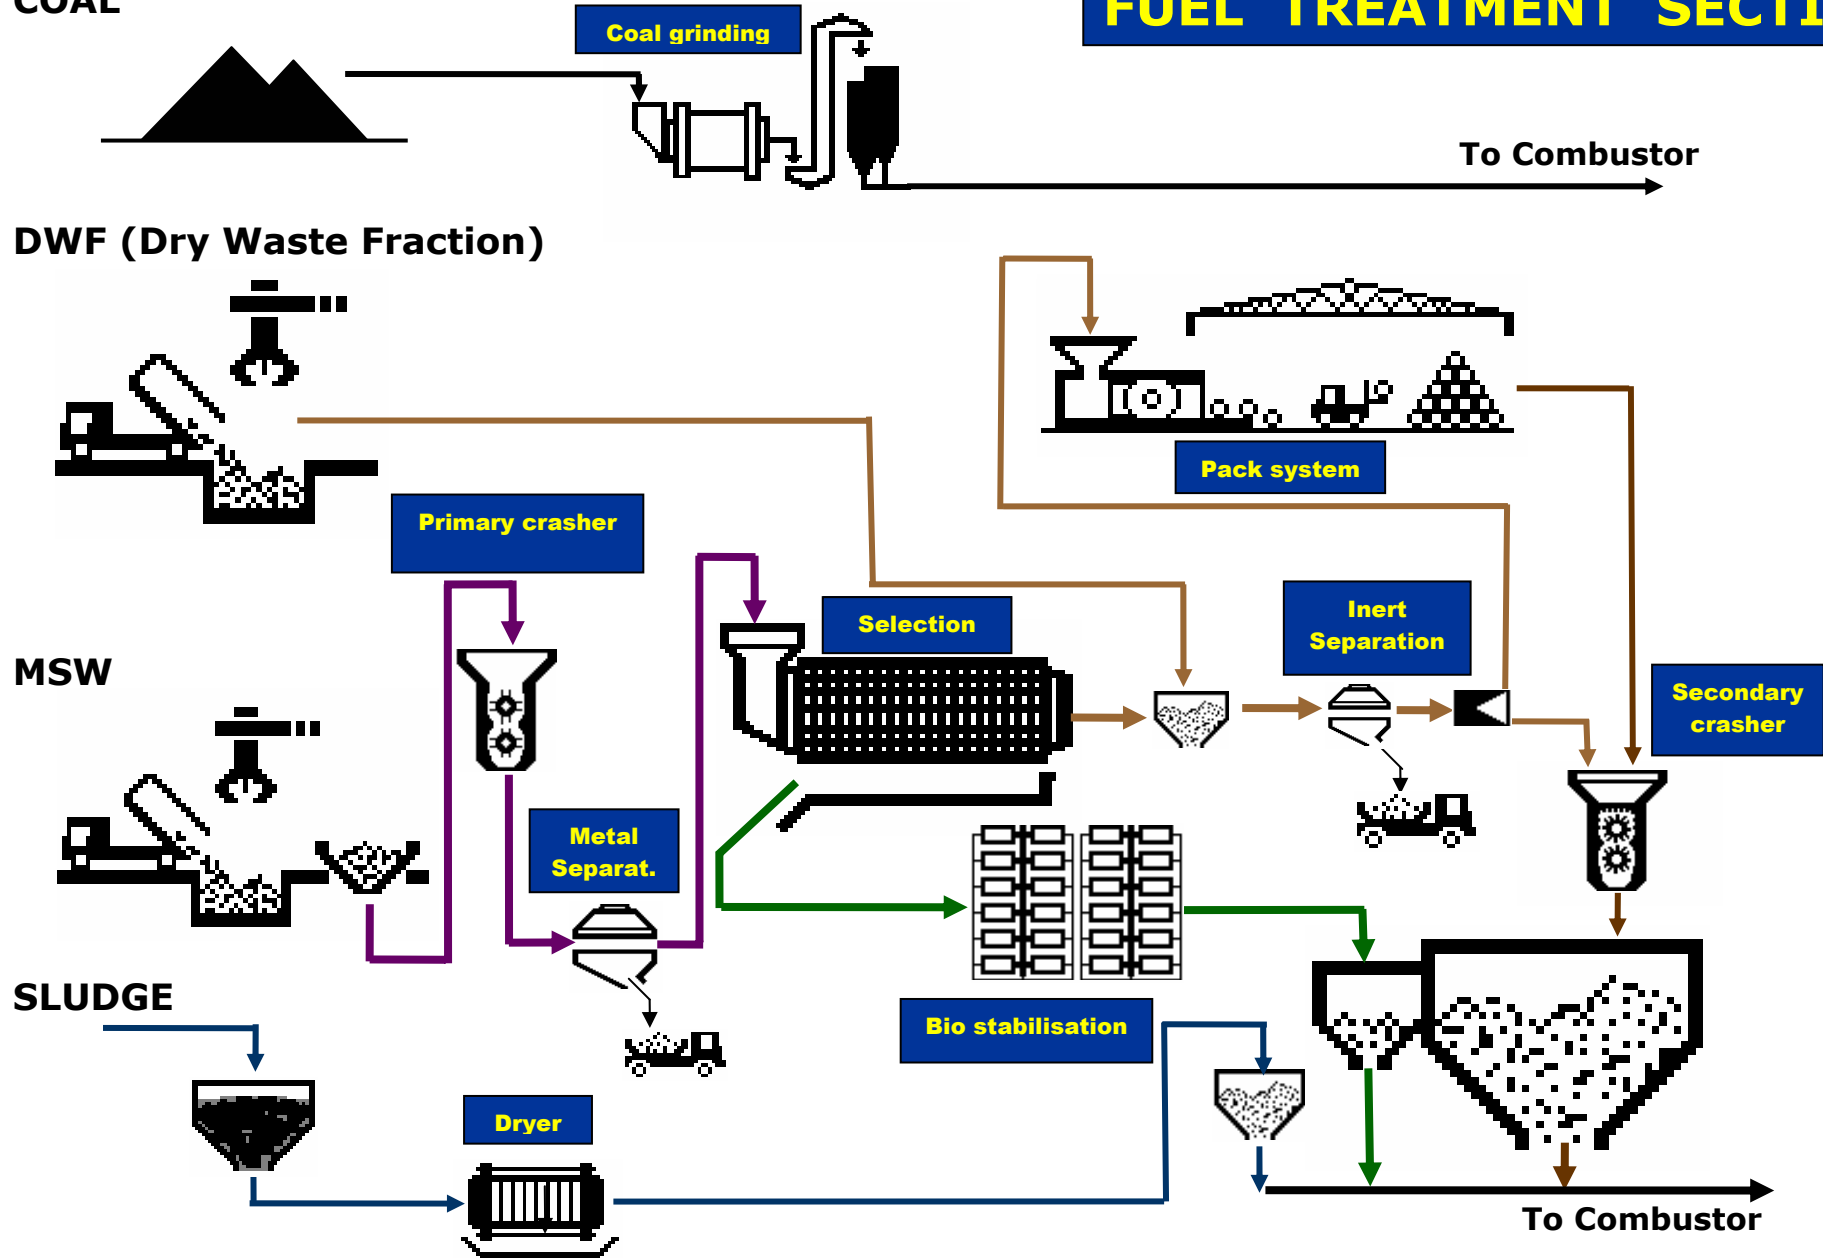 COAL
Coal grinding
FUEL TREATMENT SECTI
To Combustor
DWF (Dry Waste Fraction)
Pack system
Primary crasher
Selection
Inert
Separation
MSW
Secondary
crasher
Metal
Separat.
SLUDGE
Bio stabilisation
Dryer
To Combustor